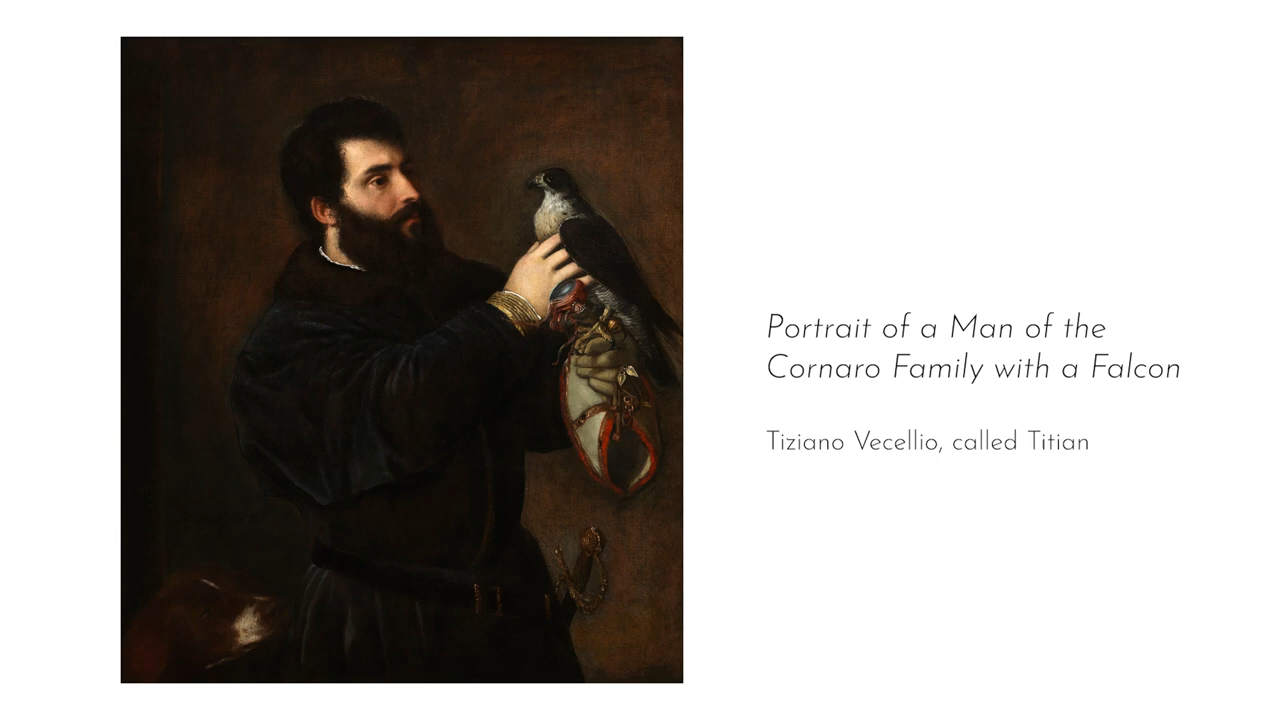 Portrait of a Man of the
Cornaro Family with a Falcon
Tiziano Vecellio, called Titian